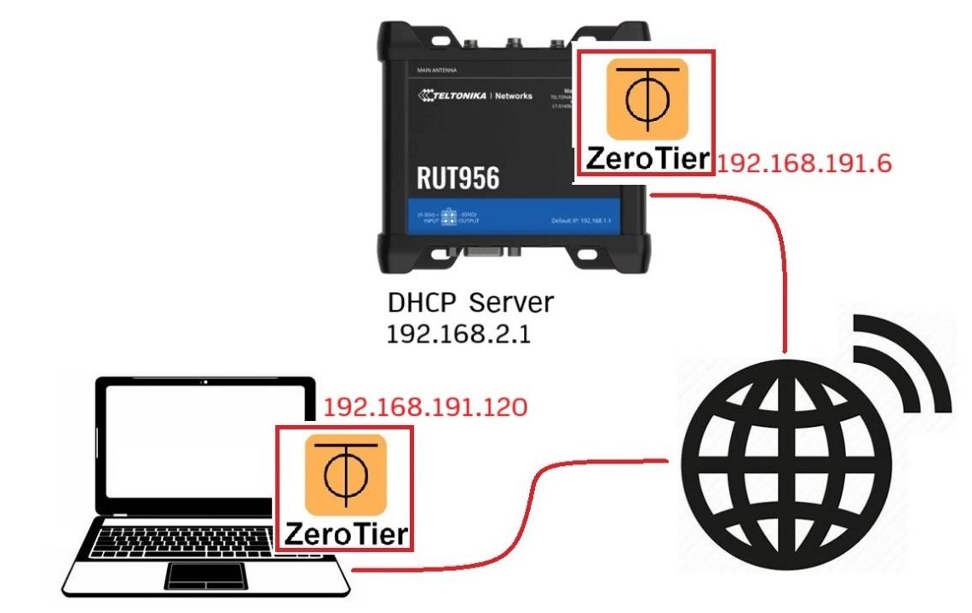 MAIN ANTENNA
TELTONIKA | Networks
ZeroTier
192.168.191.6
RUT956
INPUT OUTPUT
Default IP: 192.168.1.1
DHCP Server
192.168.2.1
192.168.191.120
ZeroTier